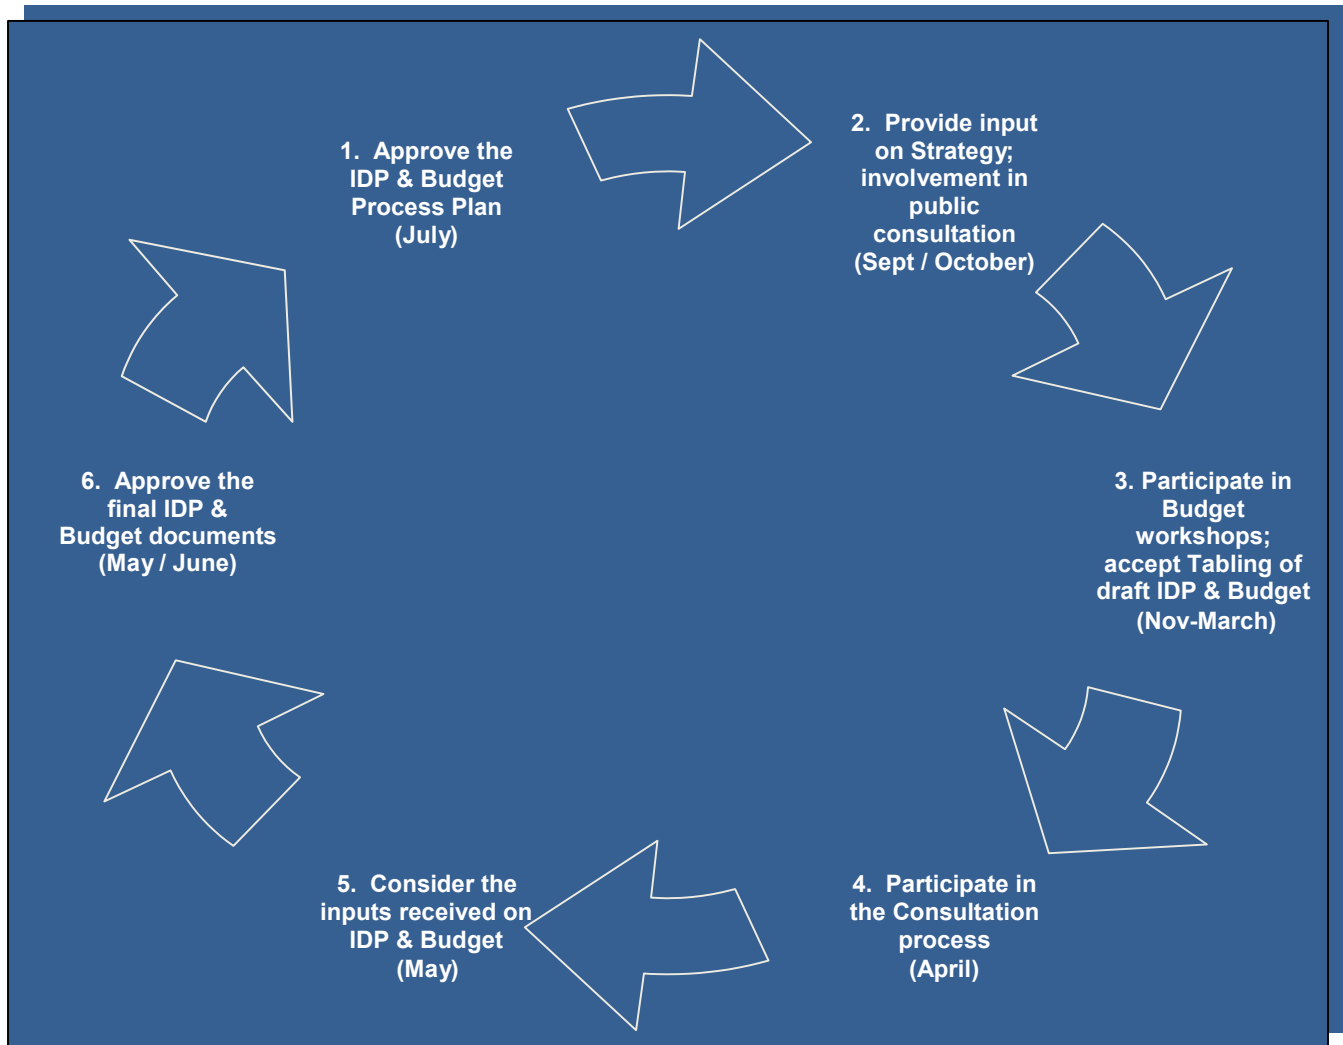 1. Approve the
IDP & Budget
Process Plan
(July)
2. Provide input
on Strategy;
involvement in
public
consultation
(Sept / October)
3. Participate in
Budget
workshops;
accept Tabling of
draft IDP & Budget
(Nov-March)
4. Participate in
the Consultation
process
(April)
5. Consider the
inputs received on
IDP & Budget
(May)
6. Approve the
final IDP &
Budget documents
(May / June)